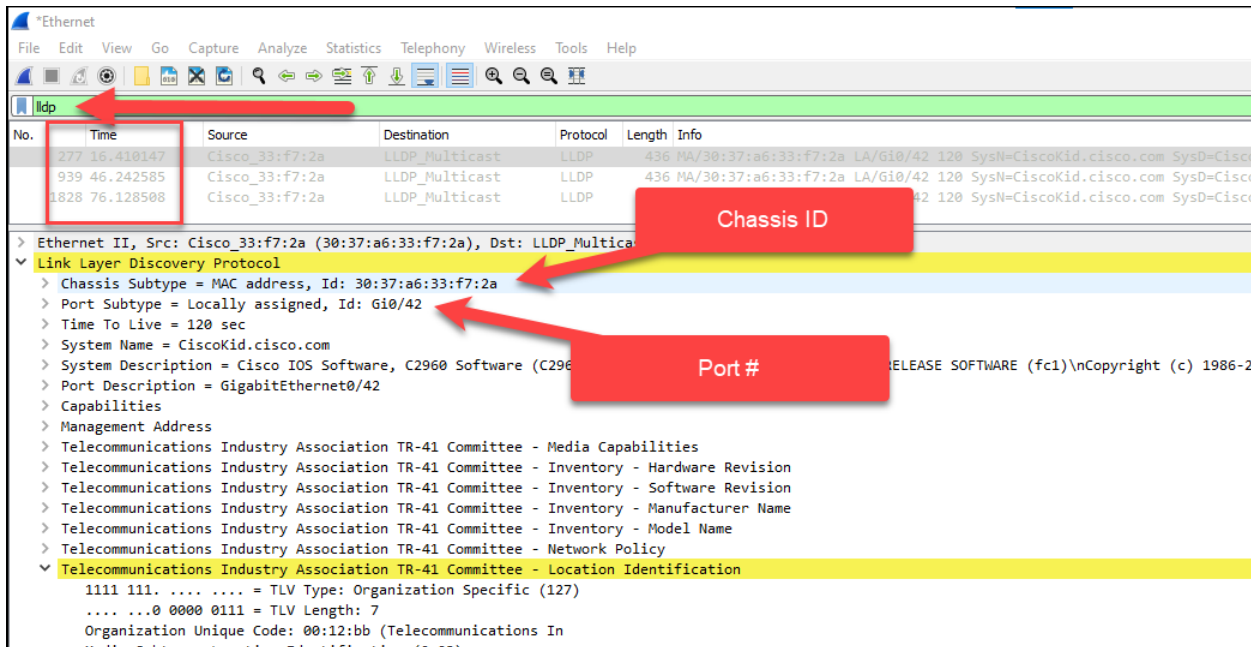 *Ethernet
File Edit View Go Capture Analyze Statistics Telephony Wireless Tools Help
lldp
No. Time Source Destination Protocol Length Info
277 16.410147 Cisco_33:f7:2a LLDP_Multicast LLDP 436 MA/30:37:a6:33:f7:2a LA/Gi0/42 120 SysN=CiscoKid.cisco.com SysD=Cisco
939 46.242585 Cisco_33:f7:2a LLDP_Multicast LLDP 436 MA/30:37:a6:33:f7:2a LA/Gi0/42 120 SysN=CiscoKid.cisco.com SysD=Cisco
1828 76.128508 Cisco_33:f7:2a LLDP_Multicast LLDP 42 120 SysN=CiscoKid.cisco.com SysD=Cisco
Chassis ID
Ethernet II, Src: Cisco_33:f7:2a (30:37:a6:33:f7:2a), Dst: LLDP_Multica
Link Layer Discovery Protocol
Chassis Subtype = MAC address, Id: 30:37:a6:33:f7:2a
Port Subtype = Locally assigned, Id: Gi0/42
Time To Live = 120 sec
System Name = CiscoKid.cisco.com
System Description = Cisco IOS Software, C2960 Software (C296 ELEASE SOFTWARE (fc1)\nCopyright (c) 1986-2
Port #
Port Description = GigabitEthernet0/42
Capabilities
Management Address
Telecommunications Industry Association TR-41 Committee - Media Capabilities
Telecommunications Industry Association TR-41 Committee - Inventory - Hardware Revision
Telecommunications Industry Association TR-41 Committee - Inventory - Software Revision
Telecommunications Industry Association TR-41 Committee - Inventory - Manufacturer Name
Telecommunications Industry Association TR-41 Committee - Inventory - Model Name
Telecommunications Industry Association TR-41 Committee - Network Policy
Telecommunications Industry Association TR-41 Committee - Location Identification
1111 111. .... .... = TLV Type: Organization Specific (127)
.... ...0 0000 0111 = TLV Length: 7
Organization Unique Code: 00:12:bb (Telecommunications In